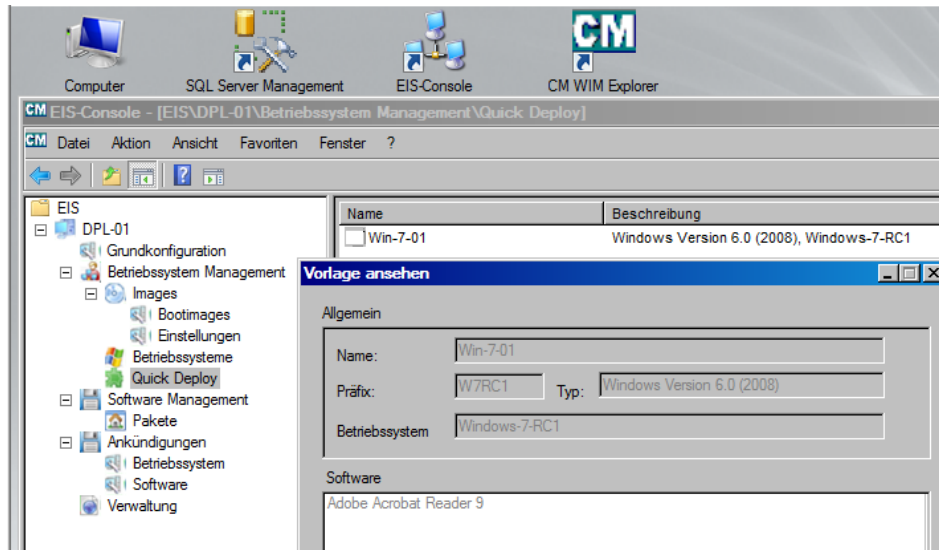 CM
Computer
SQL Server Management
EIS-Console
CM WIM Explorer
CM EIS-Console - [EIS\DPL-01\Betriebssystem Management\Quick Deploy]
CM Datei Aktion Ansicht Favoriten Fenster ?
EIS
DPL-01
Grundkonfiguration
Betriebssystem Management
Images
Bootimages
Einstellungen
Betriebssysteme
Quick Deploy
Software Management
Pakete
Ankündigungen
Betriebssystem
Software
Verwaltung
Name Beschreibung
Win-7-01 Windows Version 6.0 (2008), Windows-7-RC1
Vorlage ansehen
Allgemein
Name: Win-7-01
Präfix: W7RC1 Typ: Windows Version 6.0 (2008)
Betriebssystem Windows-7-RC1
Software
Adobe Acrobat Reader 9